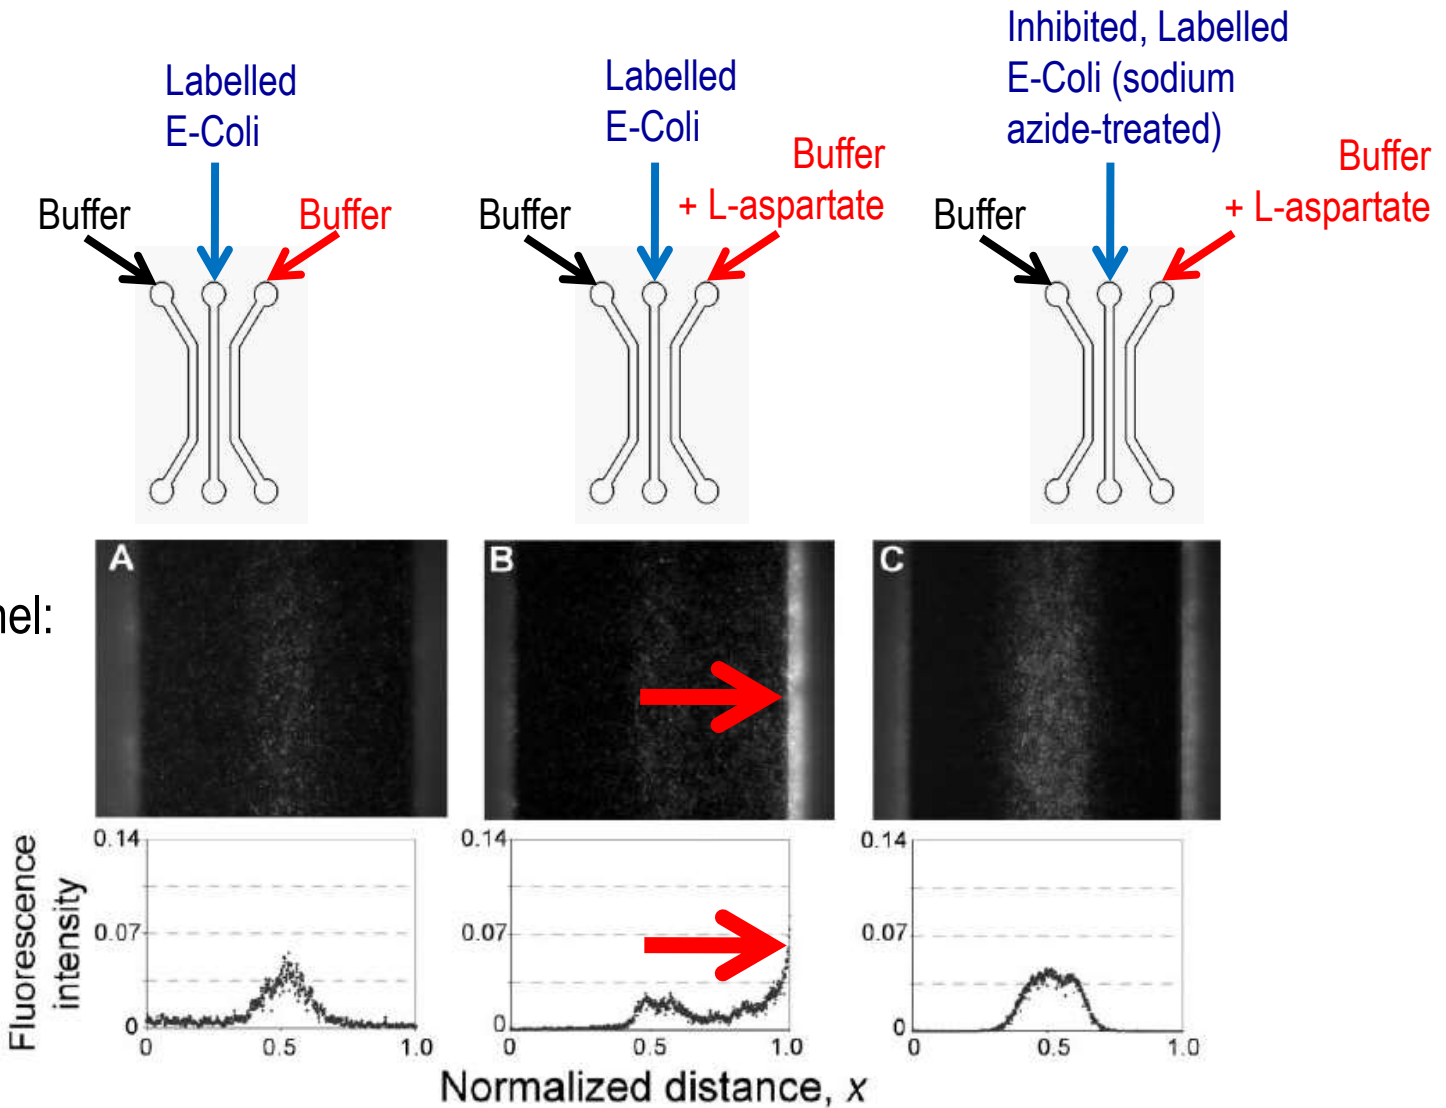 Labelled
E-Coli
Buffer
Buffer
Labelled
E-Coli
Buffer
Buffer
+ L-aspartate
Inhibited, Labelled
E-Coli (sodium
azide-treated)
Buffer
Buffer
+ L-aspartate
nel:
A
B
C
Fluorescence
intensity
0.14
0.07
0
0
0.5
1.0
0.14
0.07
0
0
0.5
1.0
0.14
0.07
0
0
0.5
1.0
Normalized distance, x